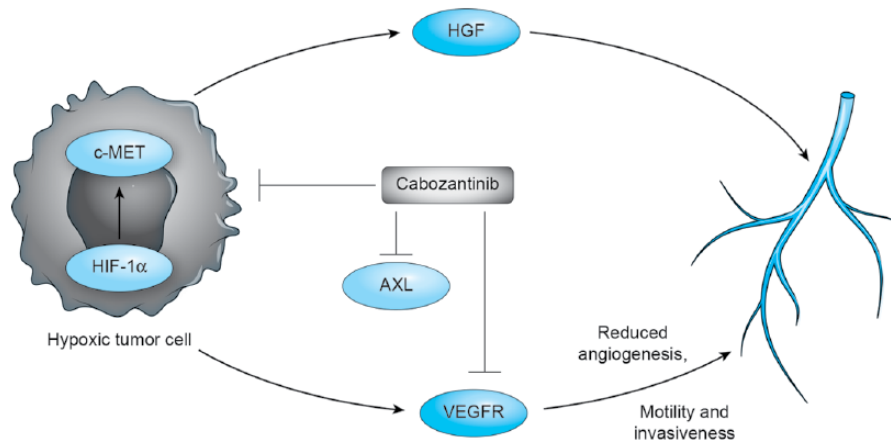 HGF
c-MET
Cabozantinib
HIF-1α
AXL
Hypoxic tumor cell
Reduced
angiogenesis,
VEGFR
Motility and
invasiveness